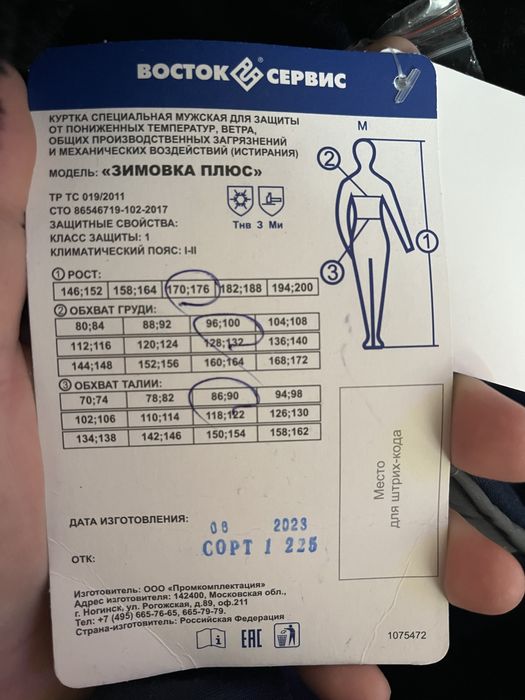 ВОСТОК СЕРВИС
КУРТКА СПЕЦИАЛЬНАЯ МУЖСКАЯ ДЛЯ ЗАЩИТЫ
ОТ ПОНИЖЕННЫХ ТЕМПЕРАТУР, ВЕТРА,
ОБЩИХ ПРОИЗВОДСТВЕННЫХ ЗАГРЯЗНЕНИЙ
И МЕХАНИЧЕСКИХ ВОЗДЕЙСТВИЙ (ИСТИРАНИЯ)
МОДЕЛЬ: «ЗИМОВКА ПЛЮС»
ТР ТС 019/2011
СТО 86546719-102-2017
ЗАЩИТНЫЕ СВОЙСТВА: Тнв З Ми
КЛАСС ЗАЩИТЫ: 1
КЛИМАТИЧЕСКИЙ ПОЯС: I-II
М
2
1
3
1 РОСТ:
146;152 158;164 170;176 182;188 194;200
2 ОБХВАТ ГРУДИ:
80;84 88;92 96;100 104;108
112;116 120;124 128;132 136;140
144;148 152;156 160;164 168;172
3 ОБХВАТ ТАЛИИ:
70;74 78;82 86;90 94;98
102;106 110;114 118;122 126;130
134;138 142;146 150;154 158;162
Место
для штрих-кода
ДАТА ИЗГОТОВЛЕНИЯ: 08 2023
ОТК: СОРТ 1 225
Изготовитель: ООО «Промкомплектация»
Адрес изготовителя: 142400, Московская обл.,
г. Ногинск, ул. Рогожская, д.89, оф.211
Тел: +7 (495) 665-76-65, 665-79-79.
Страна-изготовитель: Российская Федерация
ЕАС
1075472